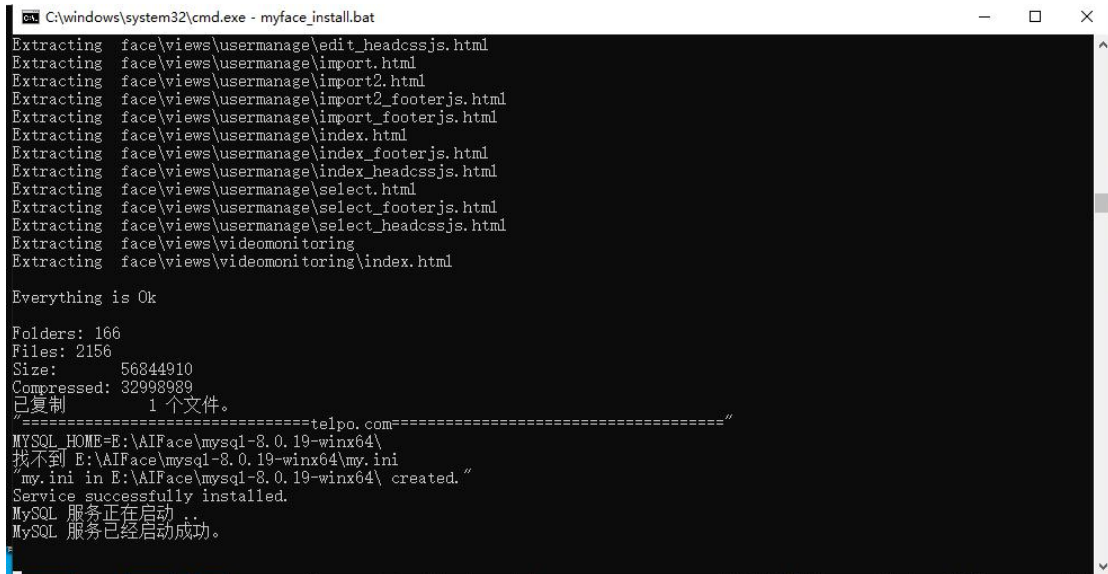 C:\windows\system32\cmd.exe - myface_install.bat
Extracting  face\views\usermanage\edit_headcssjs.html
Extracting  face\views\usermanage\import.html
Extracting  face\views\usermanage\import2.html
Extracting  face\views\usermanage\import2_footerjs.html
Extracting  face\views\usermanage\import_footerjs.html
Extracting  face\views\usermanage\index.html
Extracting  face\views\usermanage\index_footerjs.html
Extracting  face\views\usermanage\index_headcssjs.html
Extracting  face\views\usermanage\select.html
Extracting  face\views\usermanage\select_footerjs.html
Extracting  face\views\usermanage\select_headcssjs.html
Extracting  face\views\videomonitoring
Extracting  face\views\videomonitoring\index.html
Everything is Ok
Folders: 166
Files: 2156
Size:       56844910
Compressed: 32998989
已复制         1 个文件。
"================================telpo.com====================================="
MYSQL_HOME=E:\AIFace\mysql-8.0.19-winx64\
找不到 E:\AIFace\mysql-8.0.19-winx64\my.ini
"my.ini in E:\AIFace\mysql-8.0.19-winx64\ created."
Service successfully installed.
MySQL 服务正在启动 ..
MySQL 服务已经启动成功。